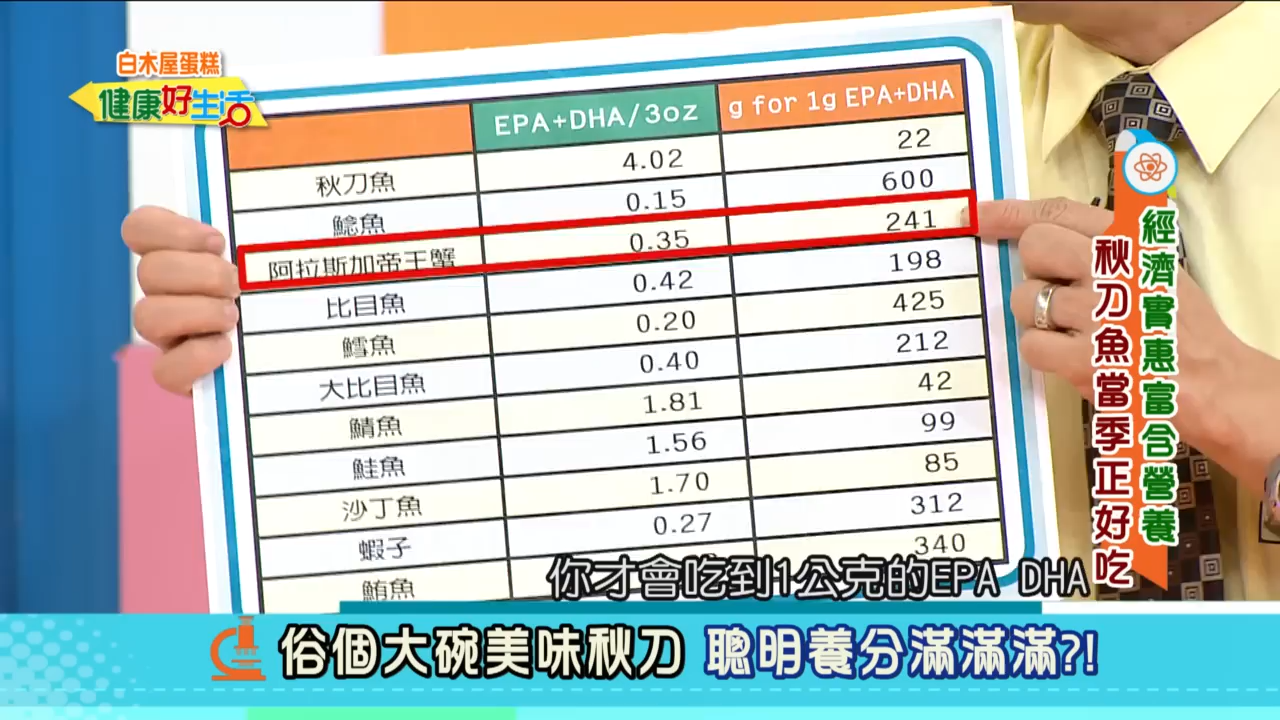 白木屋蛋糕
健康好生活
EPA+DHA/3oz g for 1g EPA+DHA
秋刀魚 4.02 22
鯰魚 0.15 600
阿拉斯加帝王蟹 0.35 241
比目魚 0.42 198
鱈魚 0.20 425
大比目魚 0.40 212
鯖魚 1.81 42
鮭魚 1.56 99
沙丁魚 1.70 85
蝦子 0.27 312
鮪魚 340
經濟實惠富含營養
秋刀魚當季正好吃
你才會吃到1公克的EPA DHA
俗個大碗美味秋刀 聰明養分滿滿滿?!